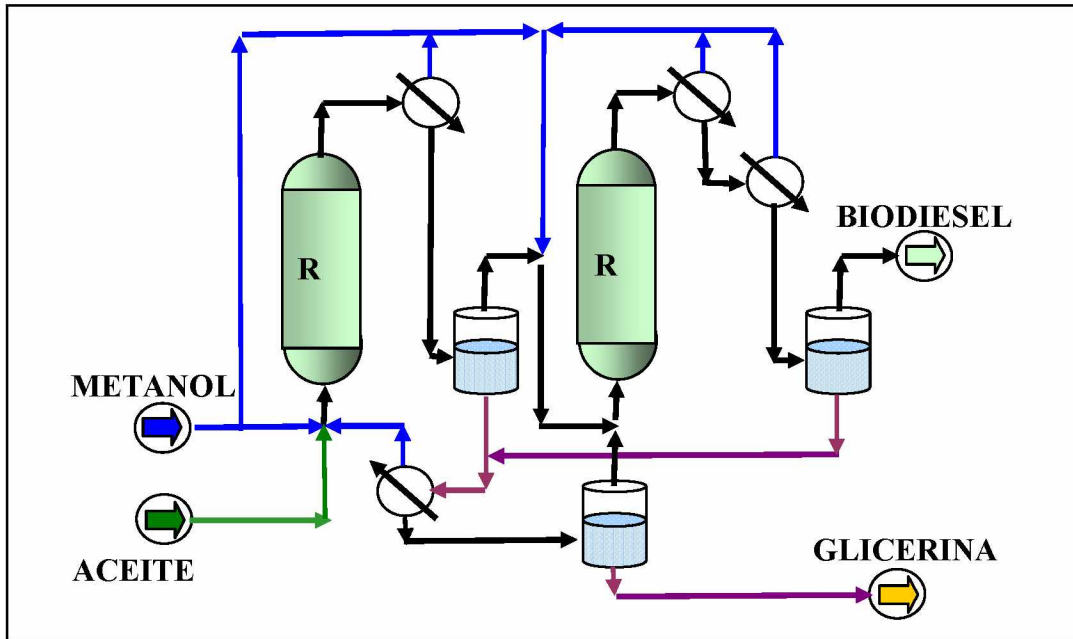 BIODIESEL
R
R
METANOL
ACEITE
GLICERINA